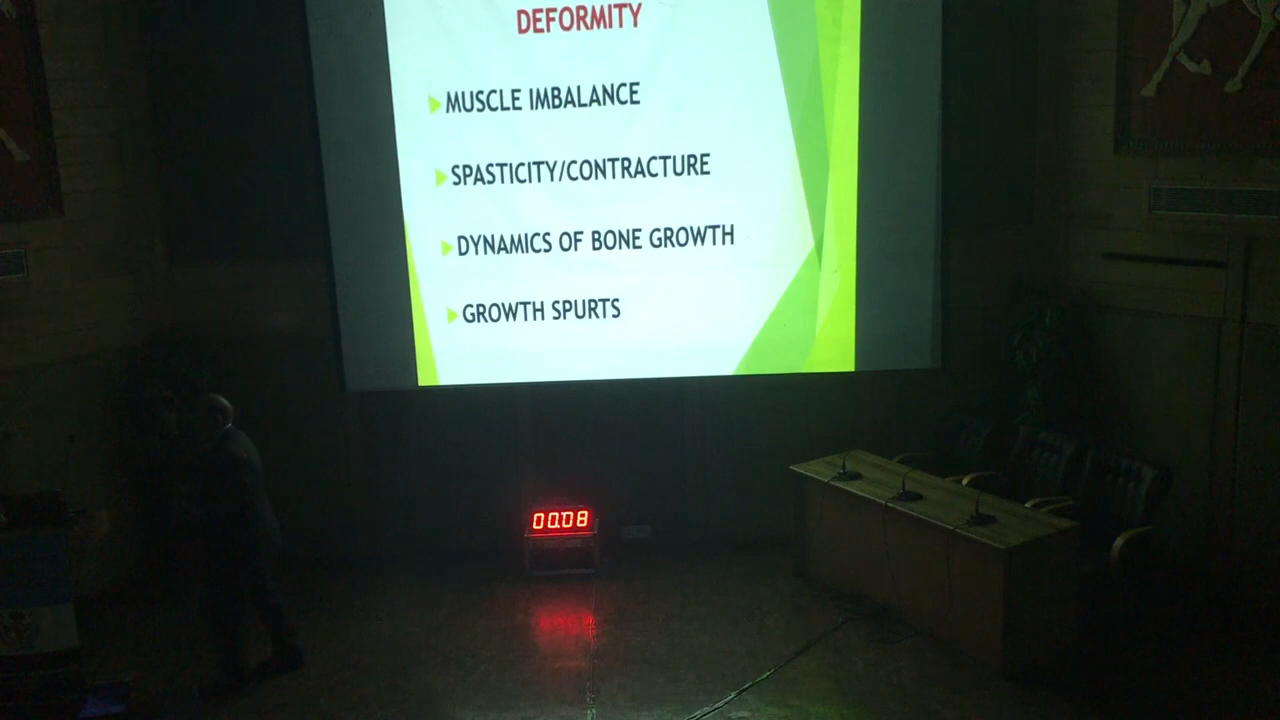 DEFORMITY
MUSCLE IMBALANCE
SPASTICITY/CONTRACTURE
DYNAMICS OF BONE GROWTH
GROWTH SPURTS
00.08